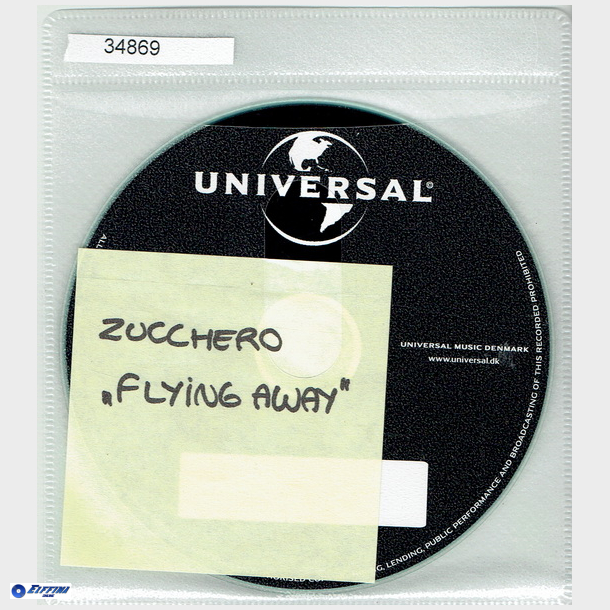 34869
UNIVERSAL©
ZUCCHERO
„FLYING AWAY"
UNIVERSAL MUSIC DENMARK
www.universal.dk
LENDING, PUBLIC PERFORMANCE AND BROADCASTING OF THIS RECORDED PROHIBITED